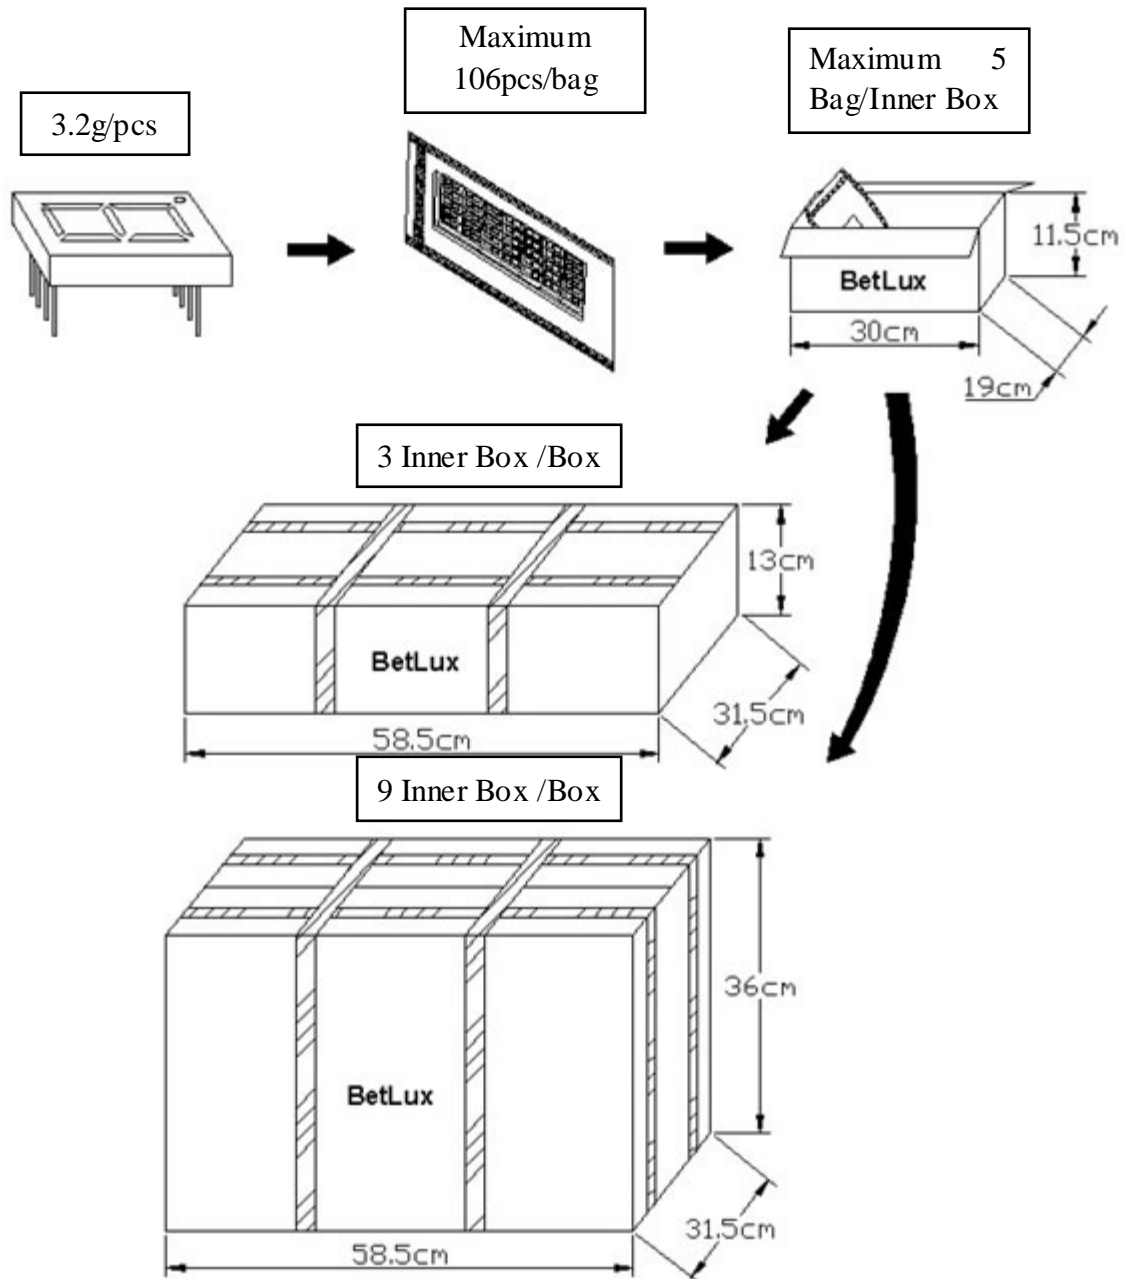 Maximum
106pcs/bag
Maximum 5
Bag/Inner Box
3.2g/pcs
11.5cm
BetLux
30cm
19cm
3 Inner Box /Box
13cm
BetLux
31.5cm
58.5cm
9 Inner Box /Box
36cm
BetLux
31.5cm
58.5cm